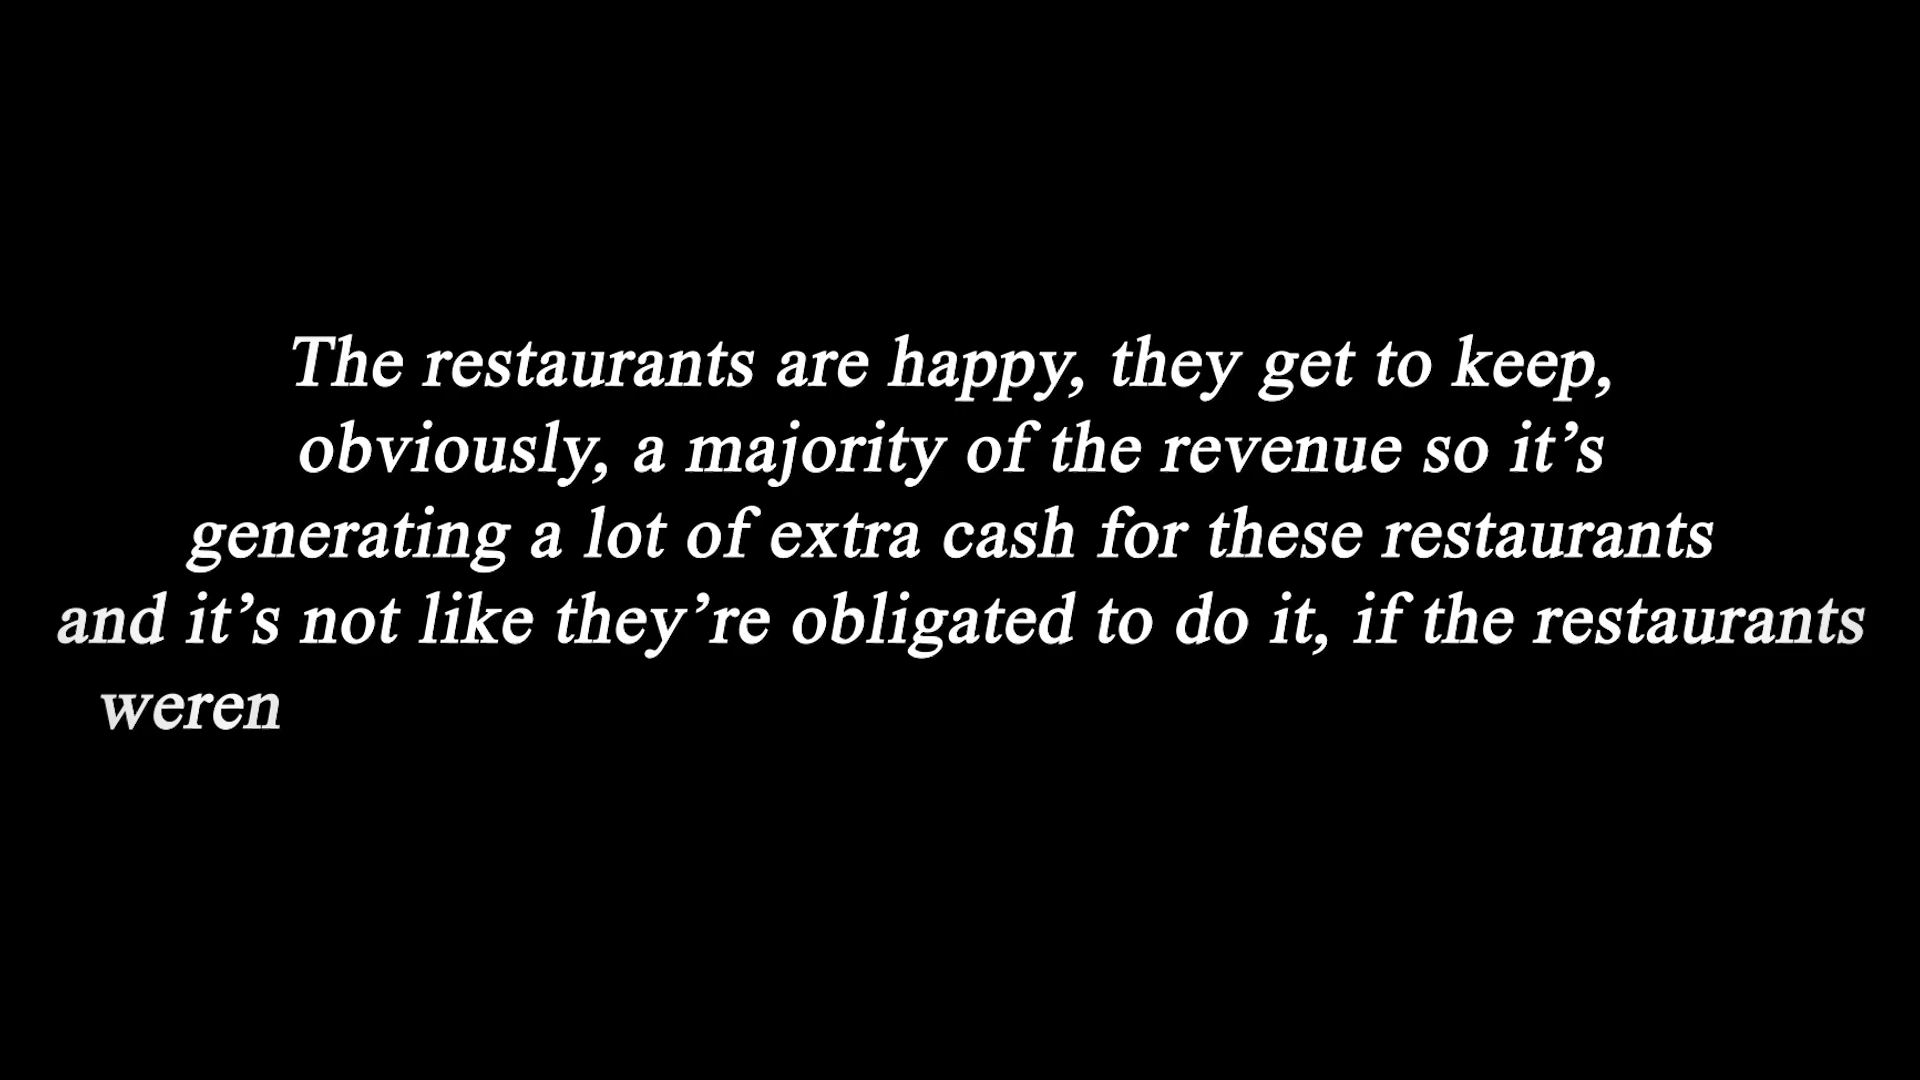 The restaurants are happy, they get to keep,
obviously, a majority of the revenue so it’s
generating a lot of extra cash for these restaurants
and it’s not like they’re obligated to do it, if the restaurants
weren